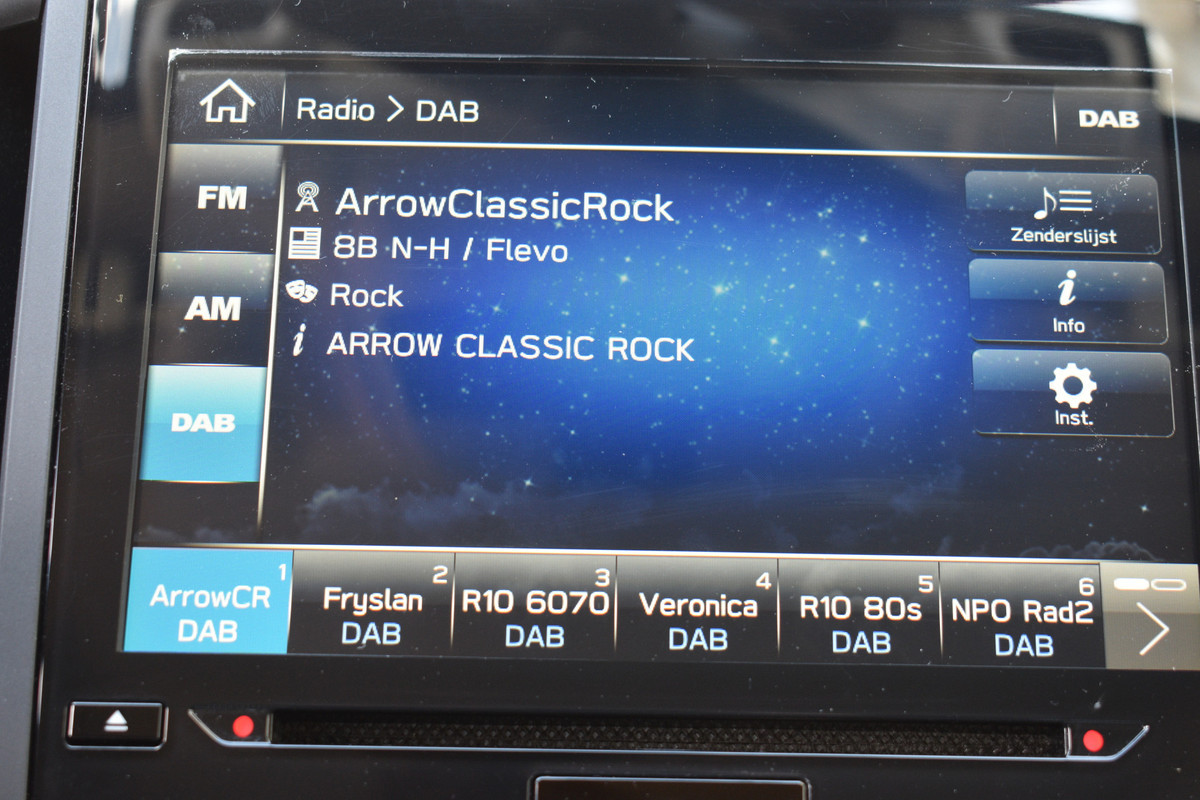 Radio > DAB
DAB
FM
AM
DAB
ArrowClassicRock
8B N-H / Flevo
Rock
i ARROW CLASSIC ROCK
Zenderslijst
i
Info
Inst.
1
ArrowCR
DAB
2
Fryslan
DAB
3
R10 6070
DAB
4
Veronica
DAB
5
R10 80s
DAB
6
NPO Rad2
DAB